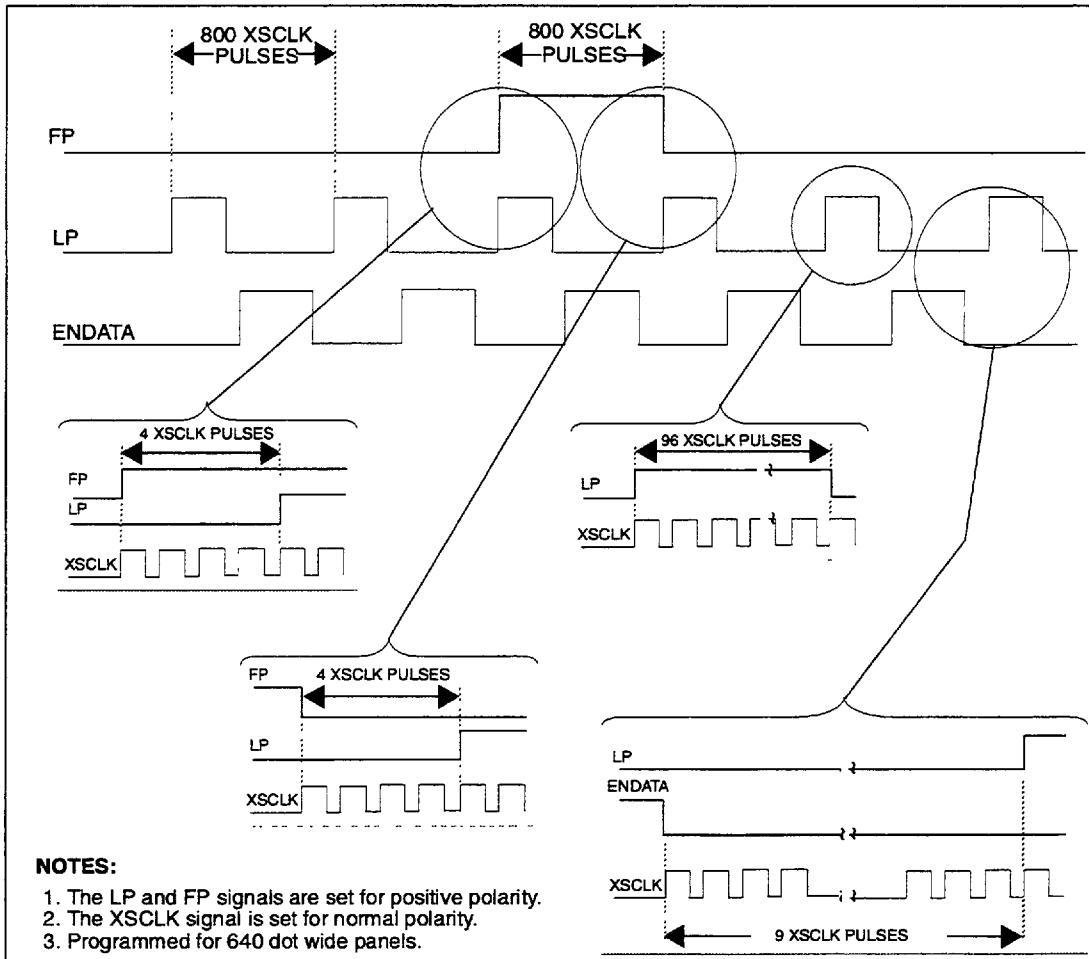 800 XSCLK
PULSES
800 XSCLK
PULSES
FP
LP
ENDATA
4 XSCLK PULSES
FP
LP
XSCLK
96 XSCLK PULSES
LP
XSCLK
4 XSCLK PULSES
FP
LP
XSCLK
LP
ENDATA
XSCLK
9 XSCLK PULSES
NOTES:
1. The LP and FP signals are set for positive polarity.
2. The XSCLK signal is set for normal polarity.
3. Programmed for 640 dot wide panels.